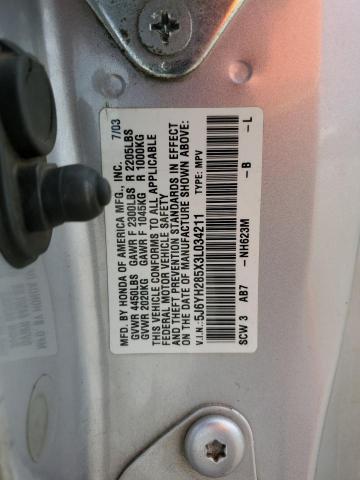 MFD. BY HONDA OF AMERICA MFG., INC. 7/03
GVWR 4450LBS GAWR F 2300LBS R 2205LBS
GVWR 2020KG GAWR F 1045KG R 1000KG
THIS VEHICLE CONFORMS TO ALL APPLICABLE
FEDERAL MOTOR VEHICLE SAFETY, BUMPER,
AND THEFT PREVENTION STANDARDS IN EFFECT
ON THE DATE OF MANUFACTURE SHOWN ABOVE.
V.I.N.: 5J6YH285X3L034211 TYPE: MPV
SCW 3 AB7 -NH623M -B -L